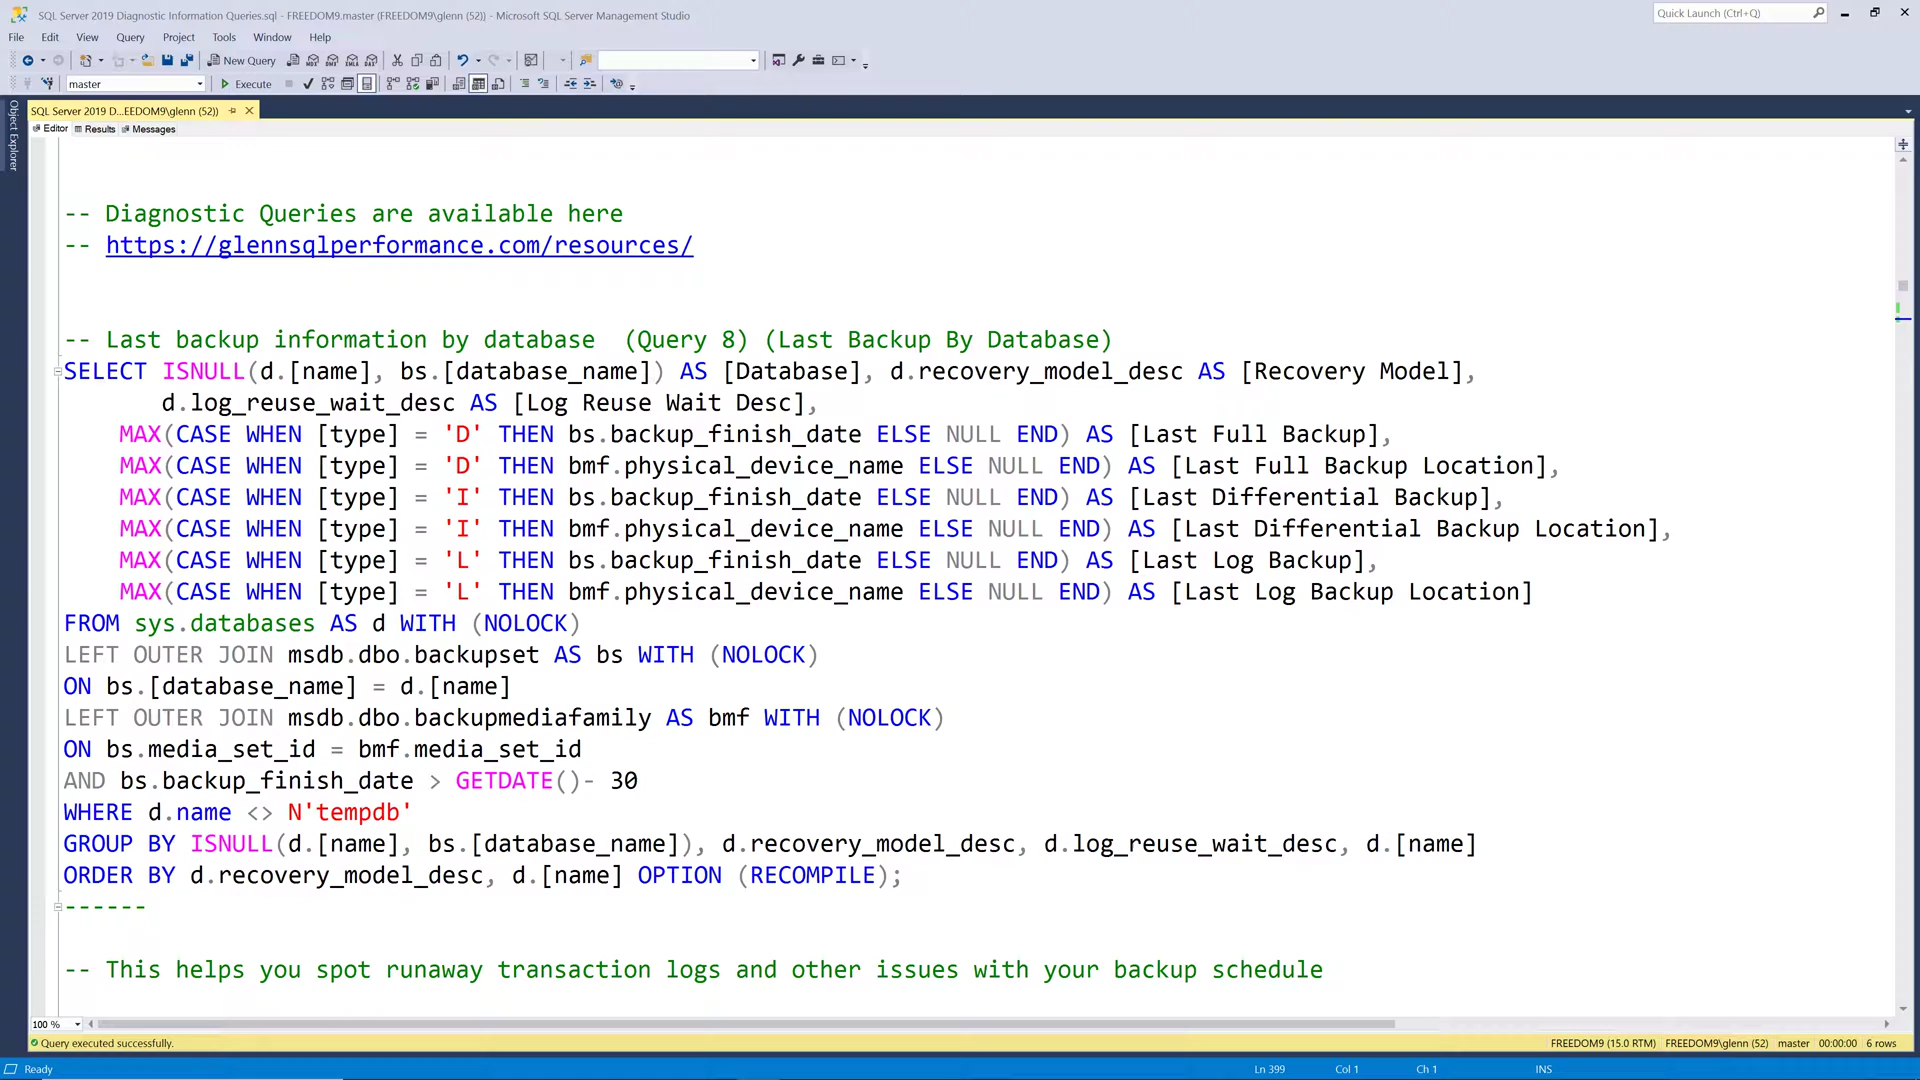 SQL Server 2019 Diagnostic Information Queries.sql - FREEDOM9.master (FREEDOM9\glenn (52)) - Microsoft SQL Server Management Studio
Quick Launch (Ctrl+Q)
File Edit View Query Project Tools Window Help
New Query
master Execute
Object Explorer
SQL Server 2019 D...EEDOM9\glenn (52))
Editor Results Messages
-- Diagnostic Queries are available here
-- https://glennsqlperformance.com/resources/
-- Last backup information by database  (Query 8) (Last Backup By Database)
SELECT ISNULL(d.[name], bs.[database_name]) AS [Database], d.recovery_model_desc AS [Recovery Model],
       d.log_reuse_wait_desc AS [Log Reuse Wait Desc],
    MAX(CASE WHEN [type] = 'D' THEN bs.backup_finish_date ELSE NULL END) AS [Last Full Backup],
    MAX(CASE WHEN [type] = 'D' THEN bmf.physical_device_name ELSE NULL END) AS [Last Full Backup Location],
    MAX(CASE WHEN [type] = 'I' THEN bs.backup_finish_date ELSE NULL END) AS [Last Differential Backup],
    MAX(CASE WHEN [type] = 'I' THEN bmf.physical_device_name ELSE NULL END) AS [Last Differential Backup Location],
    MAX(CASE WHEN [type] = 'L' THEN bs.backup_finish_date ELSE NULL END) AS [Last Log Backup],
    MAX(CASE WHEN [type] = 'L' THEN bmf.physical_device_name ELSE NULL END) AS [Last Log Backup Location]
FROM sys.databases AS d WITH (NOLOCK)
LEFT OUTER JOIN msdb.dbo.backupset AS bs WITH (NOLOCK)
ON bs.[database_name] = d.[name]
LEFT OUTER JOIN msdb.dbo.backupmediafamily AS bmf WITH (NOLOCK)
ON bs.media_set_id = bmf.media_set_id
AND bs.backup_finish_date > GETDATE()- 30
WHERE d.name <> N'tempdb'
GROUP BY ISNULL(d.[name], bs.[database_name]), d.recovery_model_desc, d.log_reuse_wait_desc, d.[name]
ORDER BY d.recovery_model_desc, d.[name] OPTION (RECOMPILE);
------
-- This helps you spot runaway transaction logs and other issues with your backup schedule
100 %
Query executed successfully. FREEDOM9 (15.0 RTM) FREEDOM9\glenn (52) master 00:00:00 6 rows
Ready Ln 399 Col 1 Ch 1 INS